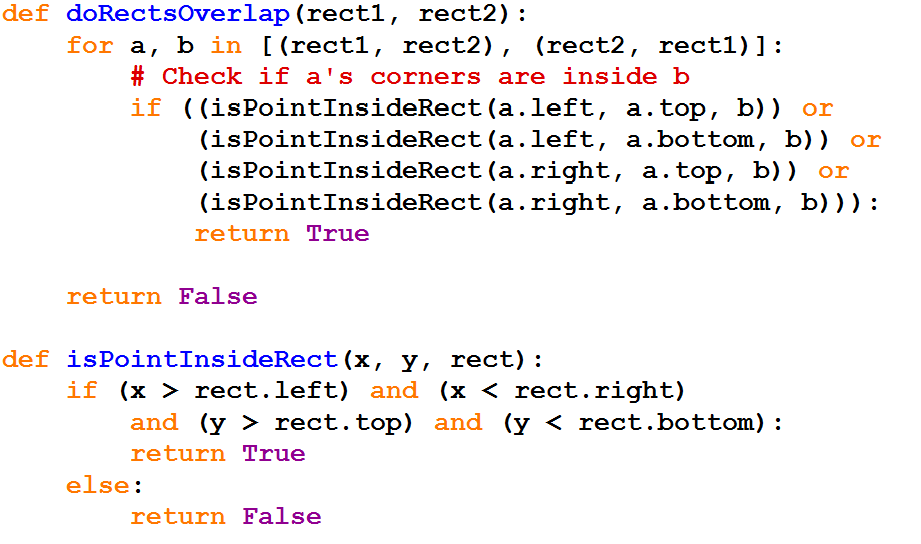 def doRectsOverlap(rect1, rect2):
    for a, b in [(rect1, rect2), (rect2, rect1)]:
        # Check if a's corners are inside b
        if ((isPointInsideRect(a.left, a.top, b)) or
            (isPointInsideRect(a.left, a.bottom, b)) or
            (isPointInsideRect(a.right, a.top, b)) or
            (isPointInsideRect(a.right, a.bottom, b))):
            return True

    return False

def isPointInsideRect(x, y, rect):
    if (x > rect.left) and (x < rect.right)
        and (y > rect.top) and (y < rect.bottom):
        return True
    else:
        return False